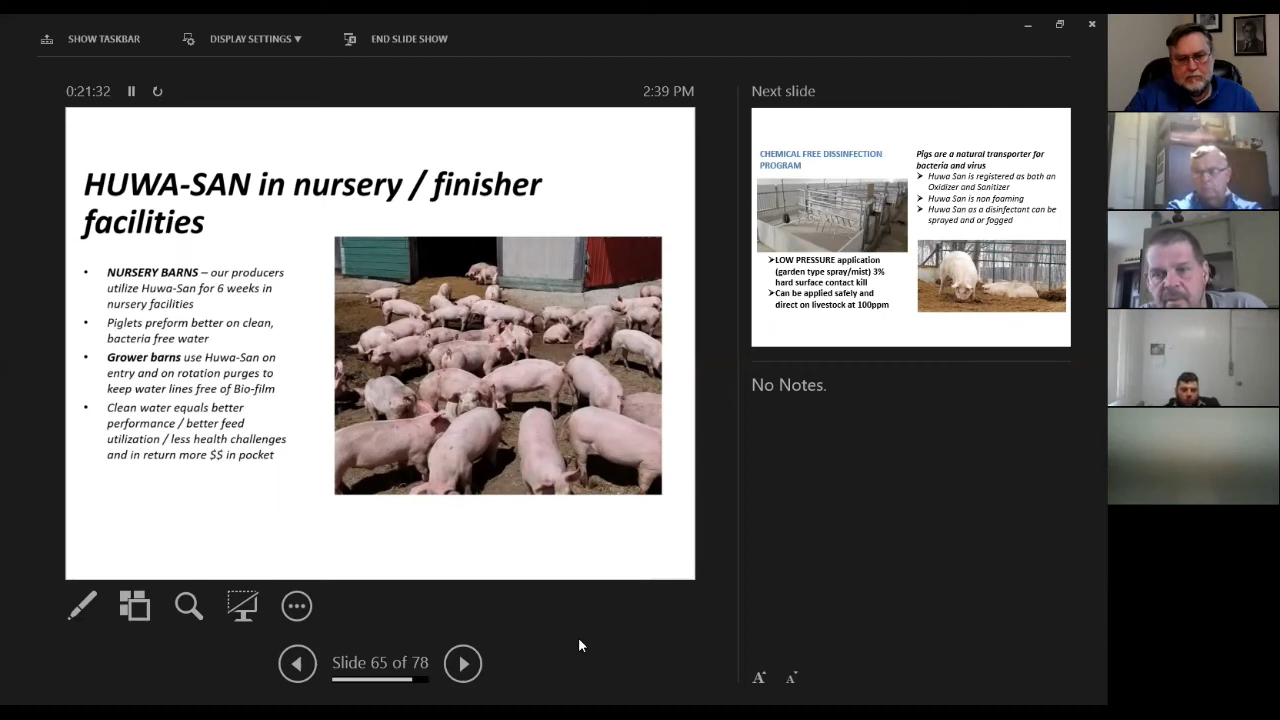 SHOW TASKBAR
DISPLAY SETTINGS ▼
END SLIDE SHOW
0:21:32
2:39 PM
HUWA-SAN in nursery / finisher
facilities
• NURSERY BARNS – our producers
utilize Huwa-San for 6 weeks in
nursery facilities
• Piglets preform better on clean,
bacteria free water
• Grower barns use Huwa-San on
entry and on rotation purges to
keep water lines free of Bio-film
• Clean water equals better
performance / better feed
utilization / less health challenges
and in return more $$ in pocket
Slide 65 of 78
Next slide
CHEMICAL FREE DISSINFECTION
PROGRAM
➢LOW PRESSURE application
(garden type spray/mist) 3%
hard surface contact kill
➢Can be applied safely and
direct on livestock at 100ppm
Pigs are a natural transporter for
bacteria and virus
➢ Huwa San is registered as both an
Oxidizer and Sanitizer
➢ Huwa San is non foaming
➢ Huwa San as a disinfectant can be
sprayed and or fogged
No Notes.
A A